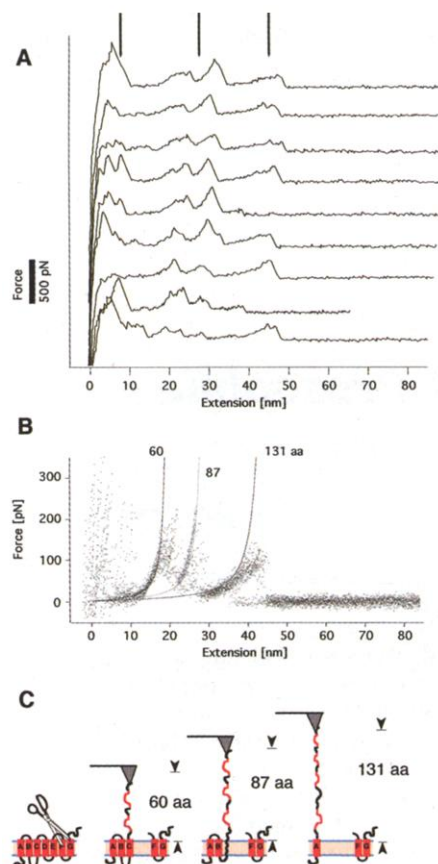 A
Force
500 pN
0 10 20 30 40 50 60 70 80
Extension [nm]
B
60
87
131 aa
Force [pN]
300
200
100
0
0 10 20 30 40 50 60 70 80
Extension [nm]
C
60 aa
87 aa
131 aa
A B C D E
A B C F G
A B F G
A F G